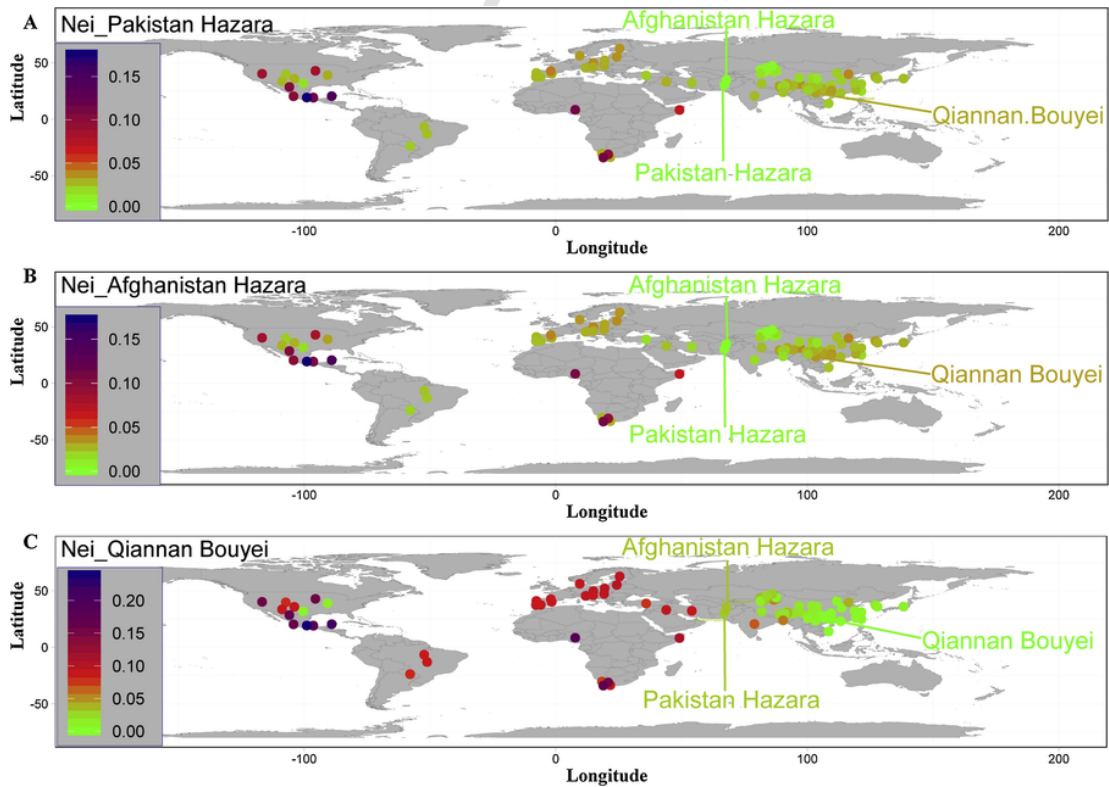 A
Nei_Pakistan Hazara
Afghanistan Hazara
0.15
0.10
0.05
0.00
Qiannan.Bouyei
Pakistan-Hazara
Latitude
50
0
-50
-100
0
100
200
Longitude
B
Nei_Afghanistan Hazara
Afghanistan Hazara
0.15
0.10
0.05
0.00
Qiannan Bouyei
Pakistan Hazara
Latitude
50
0
-50
-100
0
100
200
Longitude
C
Nei_Qiannan Bouyei
Afghanistan Hazara
0.20
0.15
0.10
0.05
0.00
Qiannan Bouyei
Pakistan Hazara
Latitude
50
0
-50
-100
0
100
200
Longitude